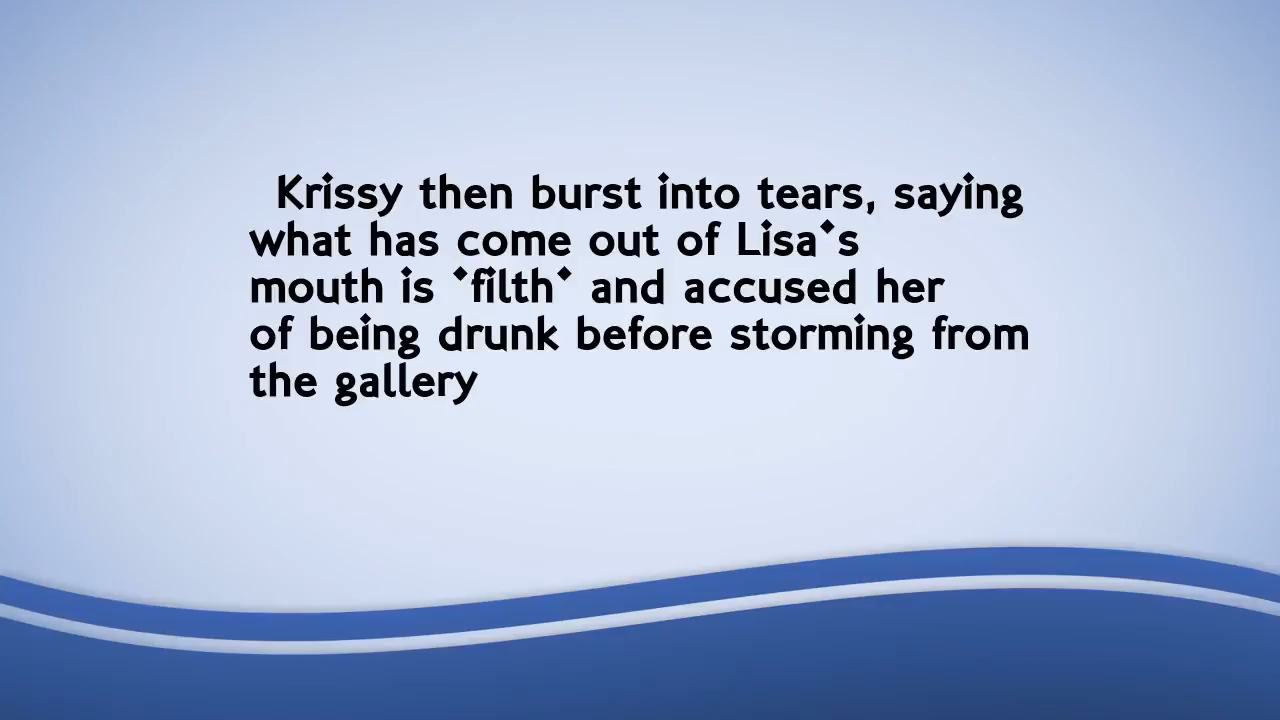 Krissy then burst into tears, saying
what has come out of Lisa's
mouth is 'filth' and accused her
of being drunk before storming from
the gallery